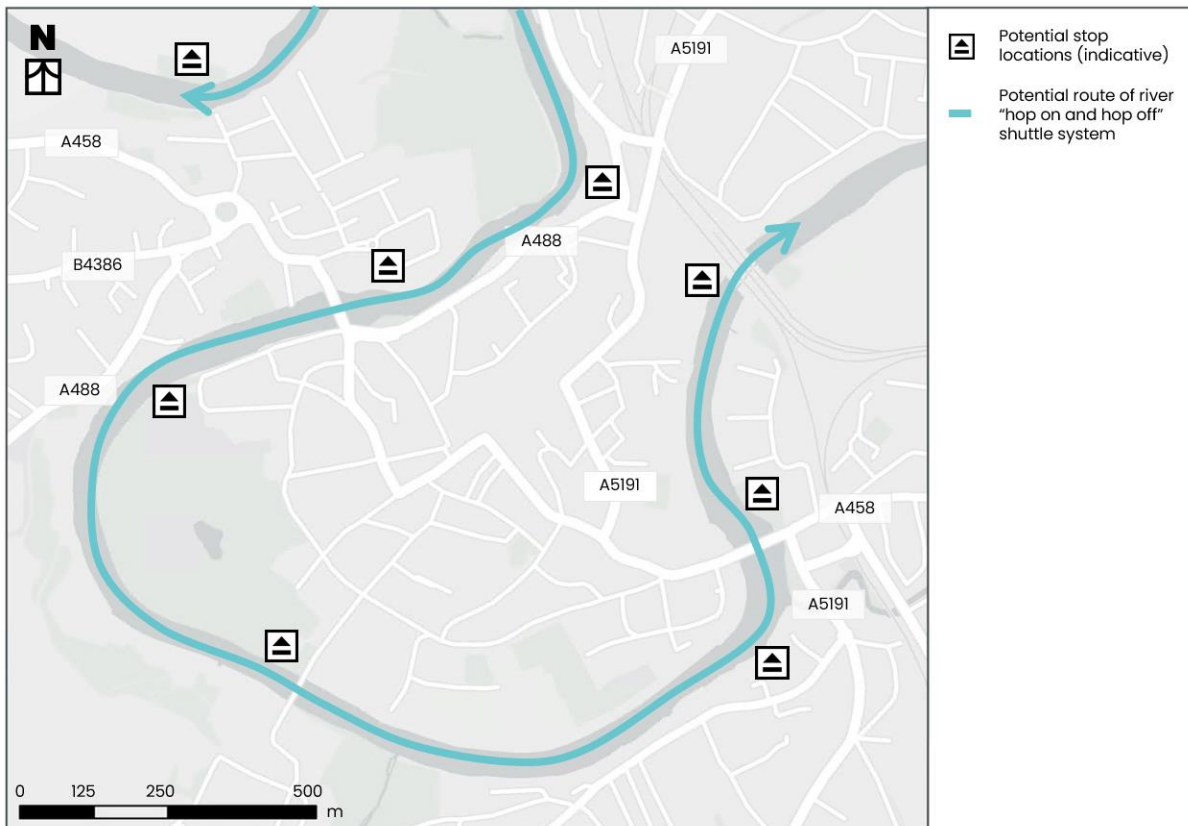 N
A5191
A458
A488
B4386
A488
A5191
A458
A5191
0 125 250 500
m
Potential stop
locations (indicative)
Potential route of river
“hop on and hop off”
shuttle system